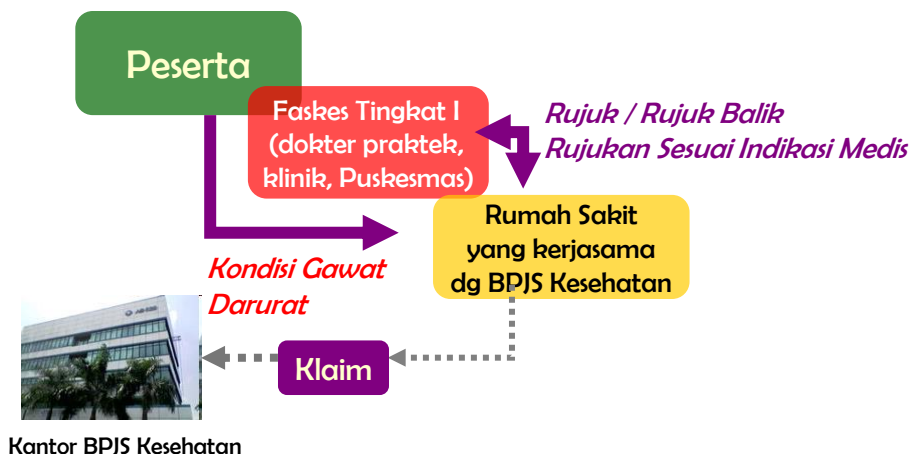 Peserta
Faskes Tingkat I
(dokter praktek,
klinik, Puskesmas)
Rujuk / Rujuk Balik
Rujukan Sesuai Indikasi Medis
Rumah Sakit
yang kerjasama
dg BPJS Kesehatan
Kondisi Gawat
Darurat
Klaim
Kantor BPJS Kesehatan